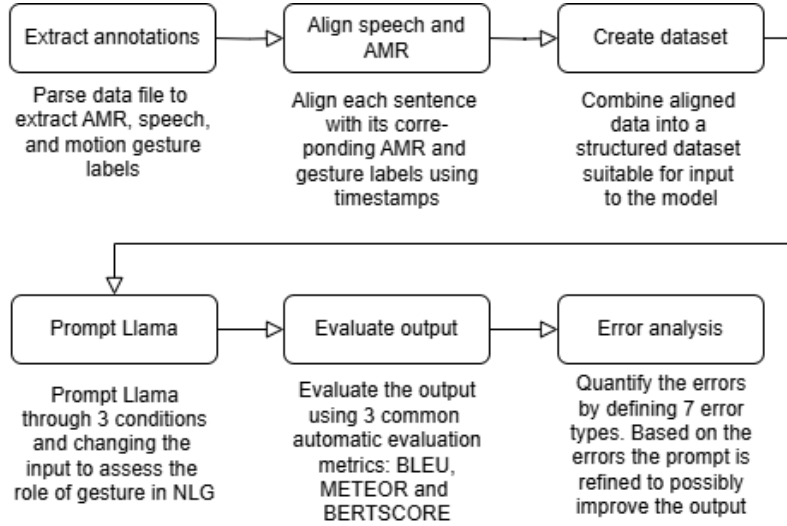 Extract annotations
Parse data file to
extract AMR, speech,
and motion gesture
labels
Align speech and
AMR
Align each sentence
with its corre-
ponding AMR and
gesture labels using
timestamps
Create dataset
Combine aligned
data into a
structured dataset
suitable for input
to the model
Prompt Llama
Prompt Llama
through 3 conditions
and changing the
input to assess the
role of gesture in NLG
Evaluate output
Evaluate the output
using 3 common
automatic evaluation
metrics: BLEU,
METEOR and
BERTSCORE
Error analysis
Quantify the errors
by defining 7 error
types. Based on the
errors the prompt is
refined to possibly
improve the output